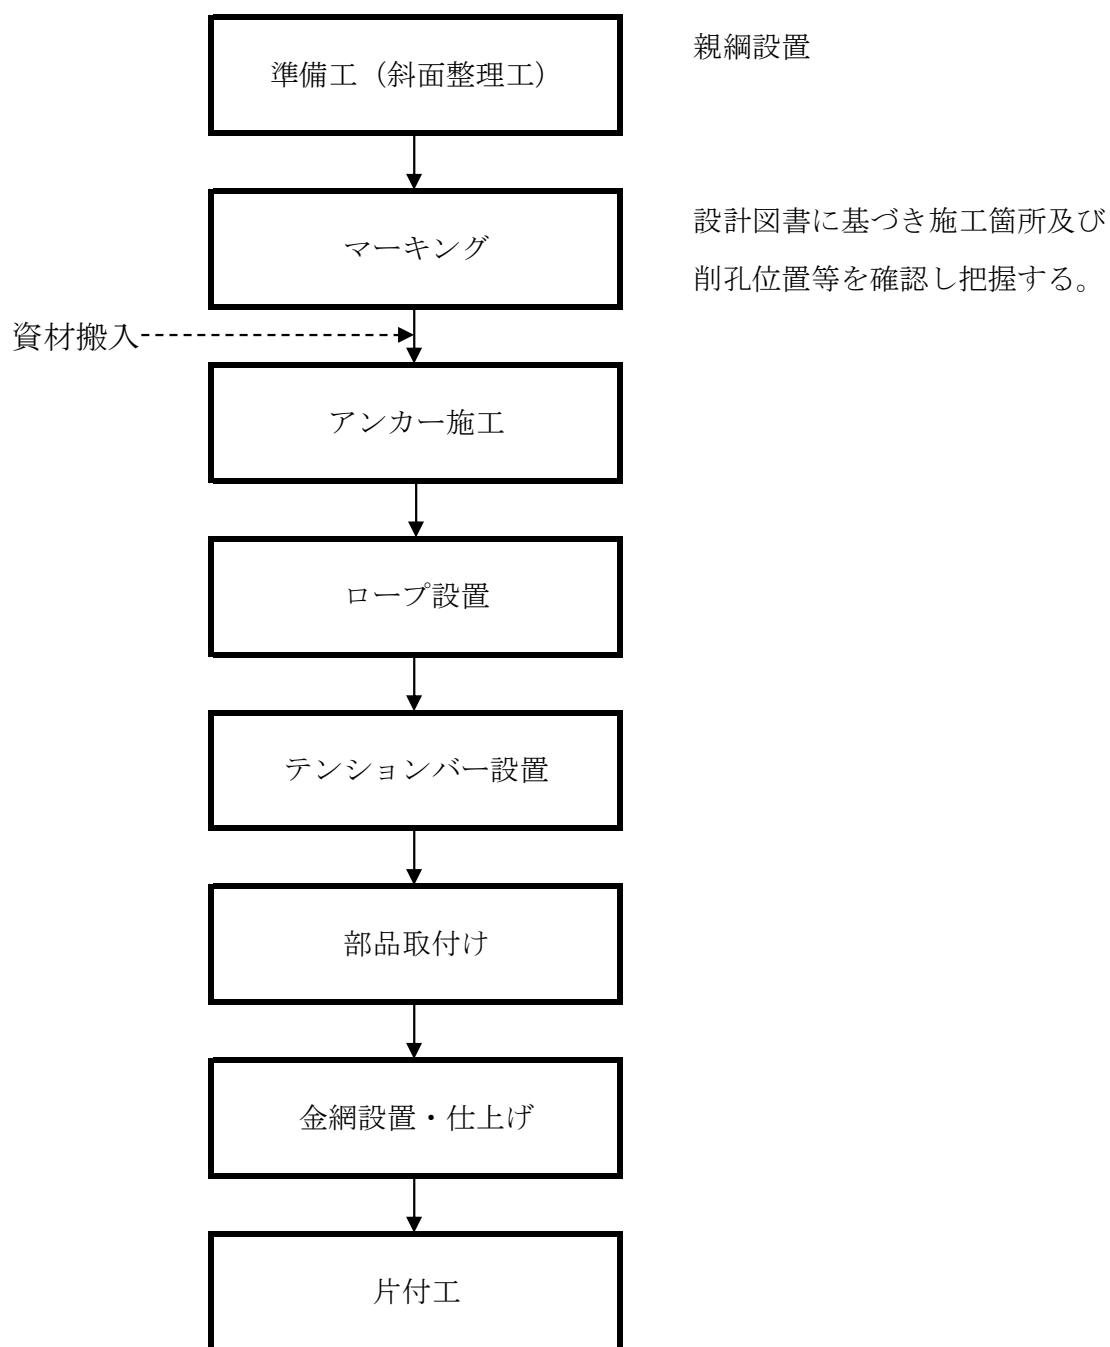 準備工（斜面整理工）
親綱設置
マーキング
設計図書に基づき施工箇所及び
削孔位置等を確認し把握する。
資材搬入
アンカー施工
ロープ設置
テンションバー設置
部品取付け
金網設置・仕上げ
片付工